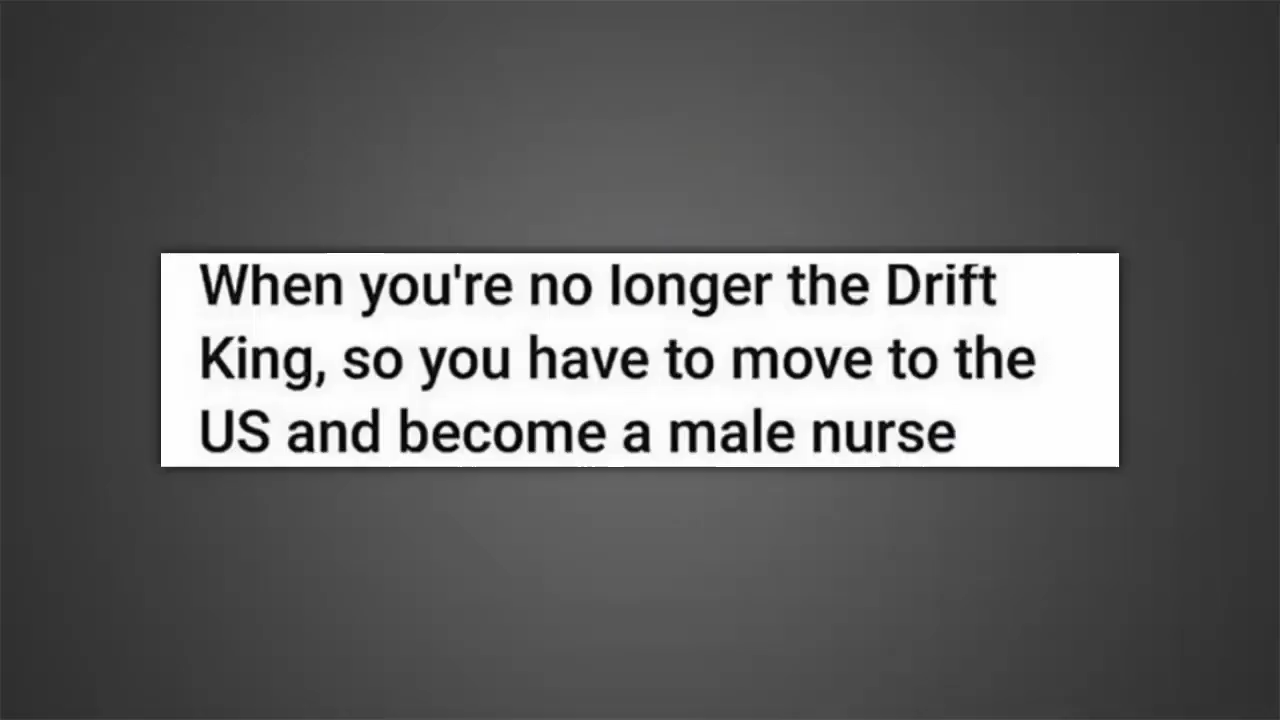 When you're no longer the Drift
King, so you have to move to the
US and become a male nurse